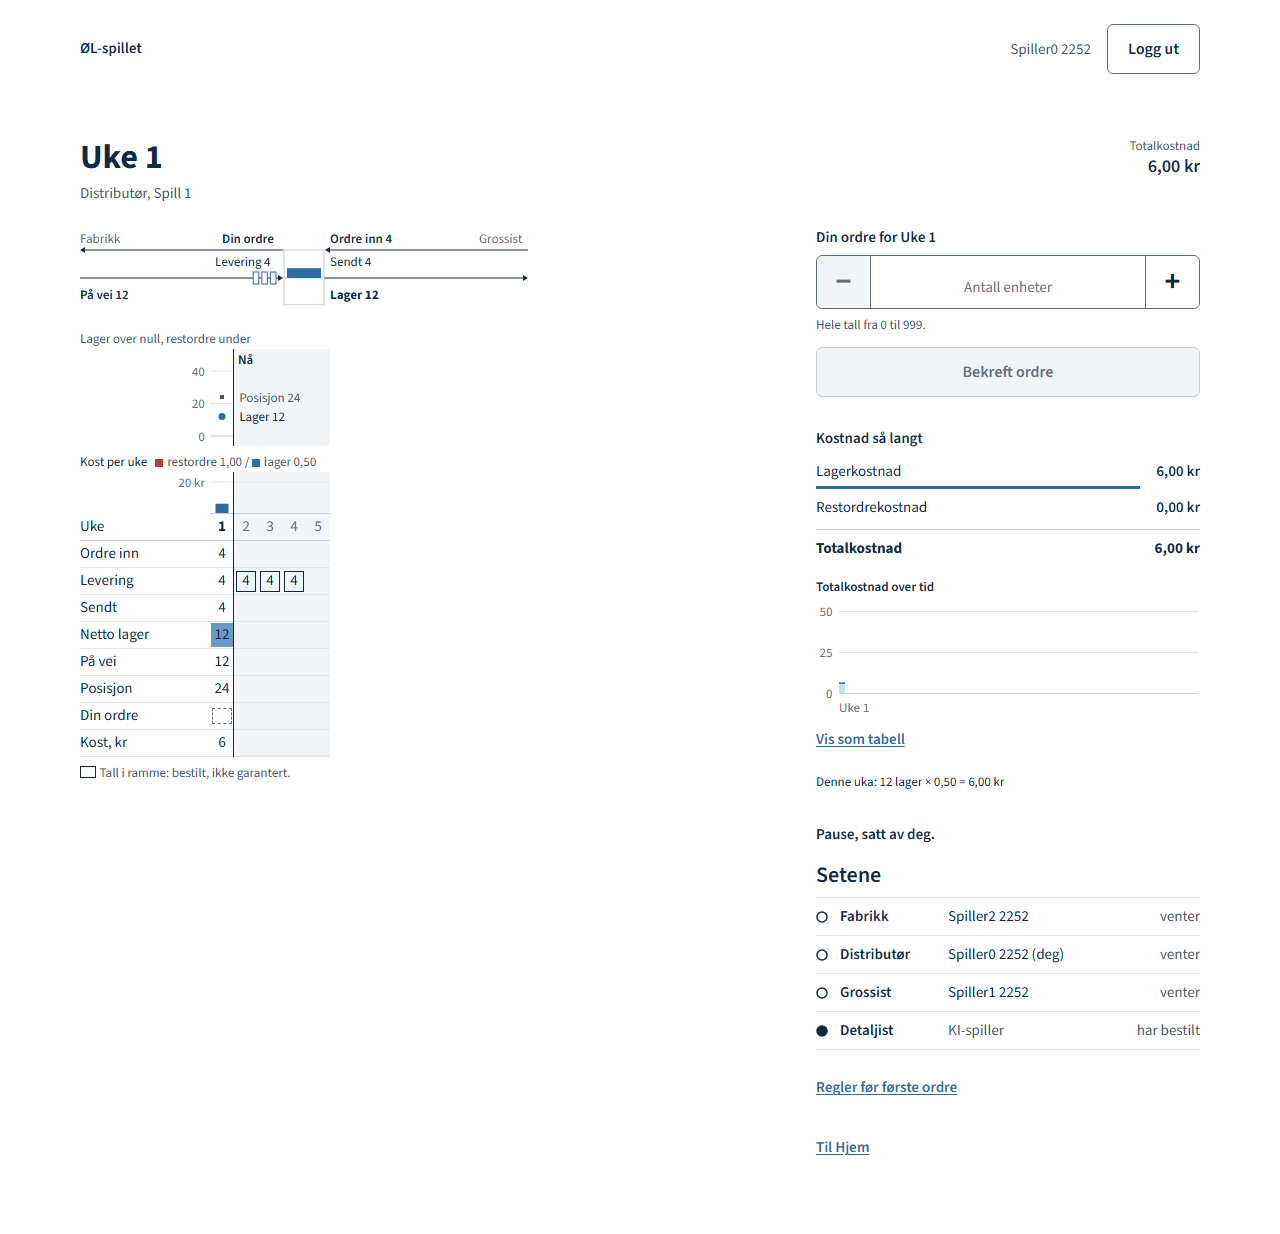 ØL-spillet
Spiller0 2252
Logg ut
Uke 1
Distributør, Spill 1
Totalkostnad
6,00 kr
Fabrikk
Din ordre
Ordre inn 4
Grossist
Levering 4
Sendt 4
På vei 12
Lager 12
Lager over null, restordre under
Nå
40
20
0
Posisjon 24
Lager 12
Kost per uke restordre 1,00 / lager 0,50
20 kr
Uke 1 2 3 4 5
Ordre inn 4
Levering 4 4 4 4
Sendt 4
Netto lager 12
På vei 12
Posisjon 24
Din ordre
Kost, kr 6
Tall i ramme: bestilt, ikke garantert.
Din ordre for Uke 1
− Antall enheter +
Hele tall fra 0 til 999.
Bekreft ordre
Kostnad så langt
Lagerkostnad 6,00 kr
Restordrekostnad 0,00 kr
Totalkostnad 6,00 kr
Totalkostnad over tid
50
25
0
Uke 1
Vis som tabell
Denne uka: 12 lager × 0,50 = 6,00 kr
Pause, satt av deg.
Setene
Fabrikk Spiller2 2252 venter
Distributør Spiller0 2252 (deg) venter
Grossist Spiller1 2252 venter
Detaljist KI-spiller har bestilt
Regler før første ordre
Til Hjem